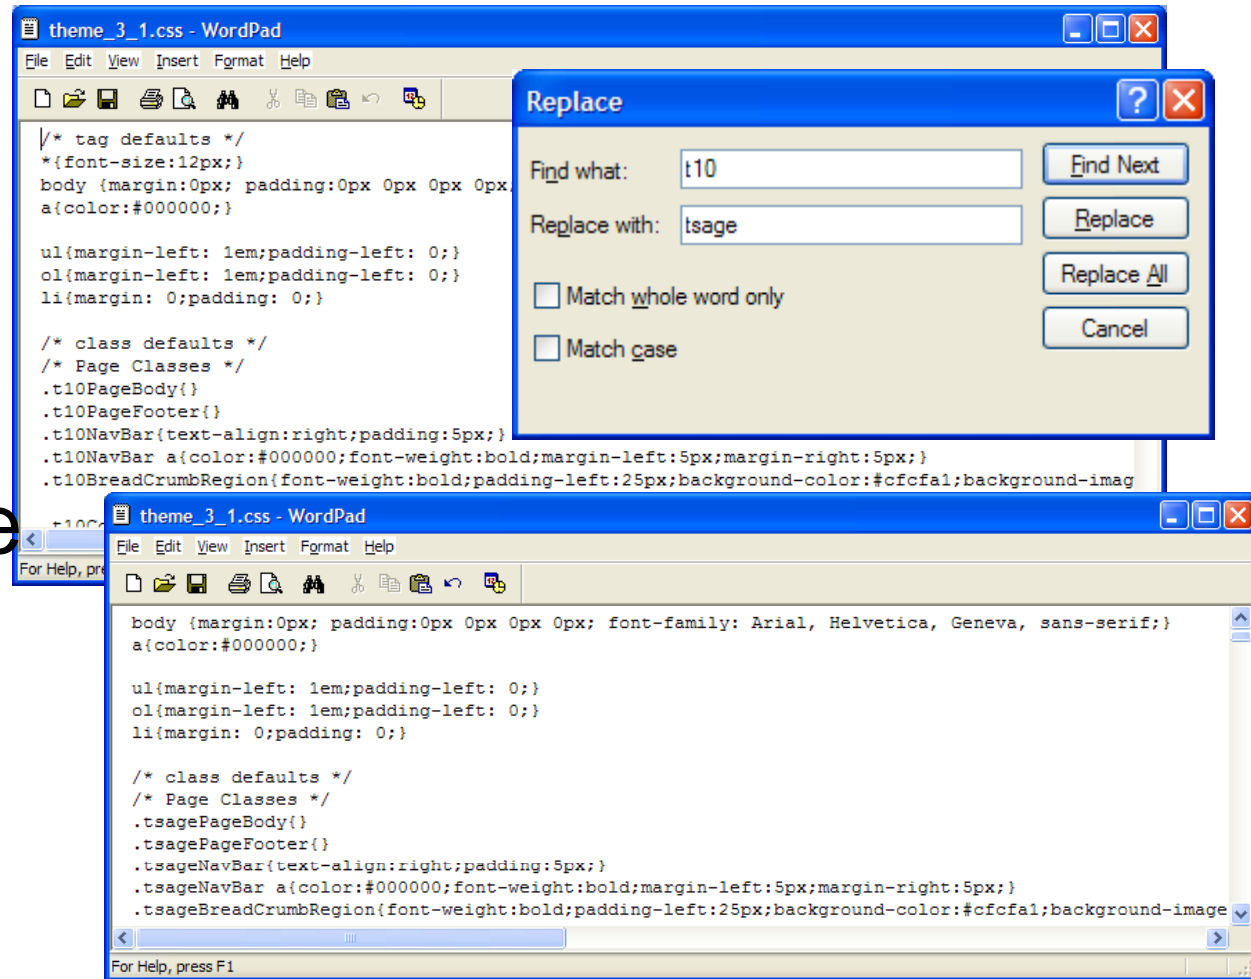 theme_3_1.css - WordPad
File Edit View Insert Format Help
/* tag defaults */
*{font-size:12px;}
body {margin:0px; padding:0px 0px 0px 0px,
a{color:#000000;}
ul{margin-left: 1em;padding-left: 0;}
ol{margin-left: 1em;padding-left: 0;}
li{margin: 0;padding: 0;}
/* class defaults */
/* Page Classes */
.t10PageBody{}
.t10PageFooter{}
.t10NavBar{text-align:right;padding:5px;}
.t10NavBar a{color:#000000;font-weight:bold;margin-left:5px;margin-right:5px;}
.t10BreadCrumbRegion{font-weight:bold;padding-left:25px;background-color:#cfcfa1;background-imag
For Help, pre
Replace
Find what: t10
Replace with: tsage
Match whole word only
Match case
Find Next
Replace
Replace All
Cancel
e
theme_3_1.css - WordPad
File Edit View Insert Format Help
body {margin:0px; padding:0px 0px 0px 0px; font-family: Arial, Helvetica, Geneva, sans-serif;}
a{color:#000000;}
ul{margin-left: 1em;padding-left: 0;}
ol{margin-left: 1em;padding-left: 0;}
li{margin: 0;padding: 0;}
/* class defaults */
/* Page Classes */
.tsagePageBody{}
.tsagePageFooter{}
.tsageNavBar{text-align:right;padding:5px;}
.tsageNavBar a{color:#000000;font-weight:bold;margin-left:5px;margin-right:5px;}
.tsageBreadCrumbRegion{font-weight:bold;padding-left:25px;background-color:#cfcfa1;background-image
For Help, press F1